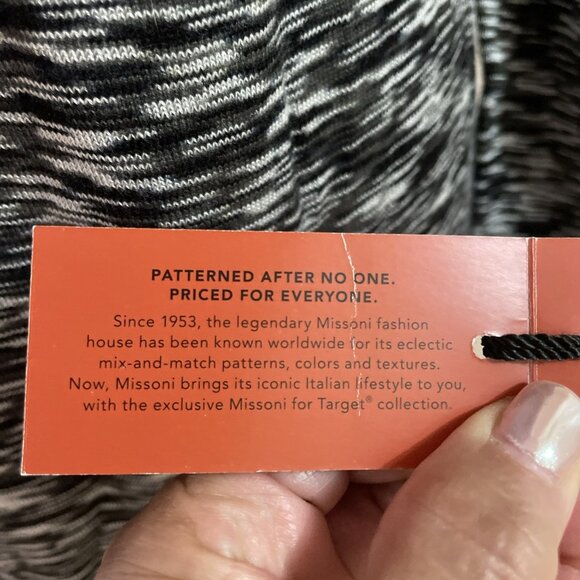 PATTERNED AFTER NO ONE.
PRICED FOR EVERYONE.
Since 1953, the legendary Missoni fashion
house has been known worldwide for its eclectic
mix-and-match patterns, colors and textures.
Now, Missoni brings its iconic Italian lifestyle to you,
with the exclusive Missoni for Target® collection.